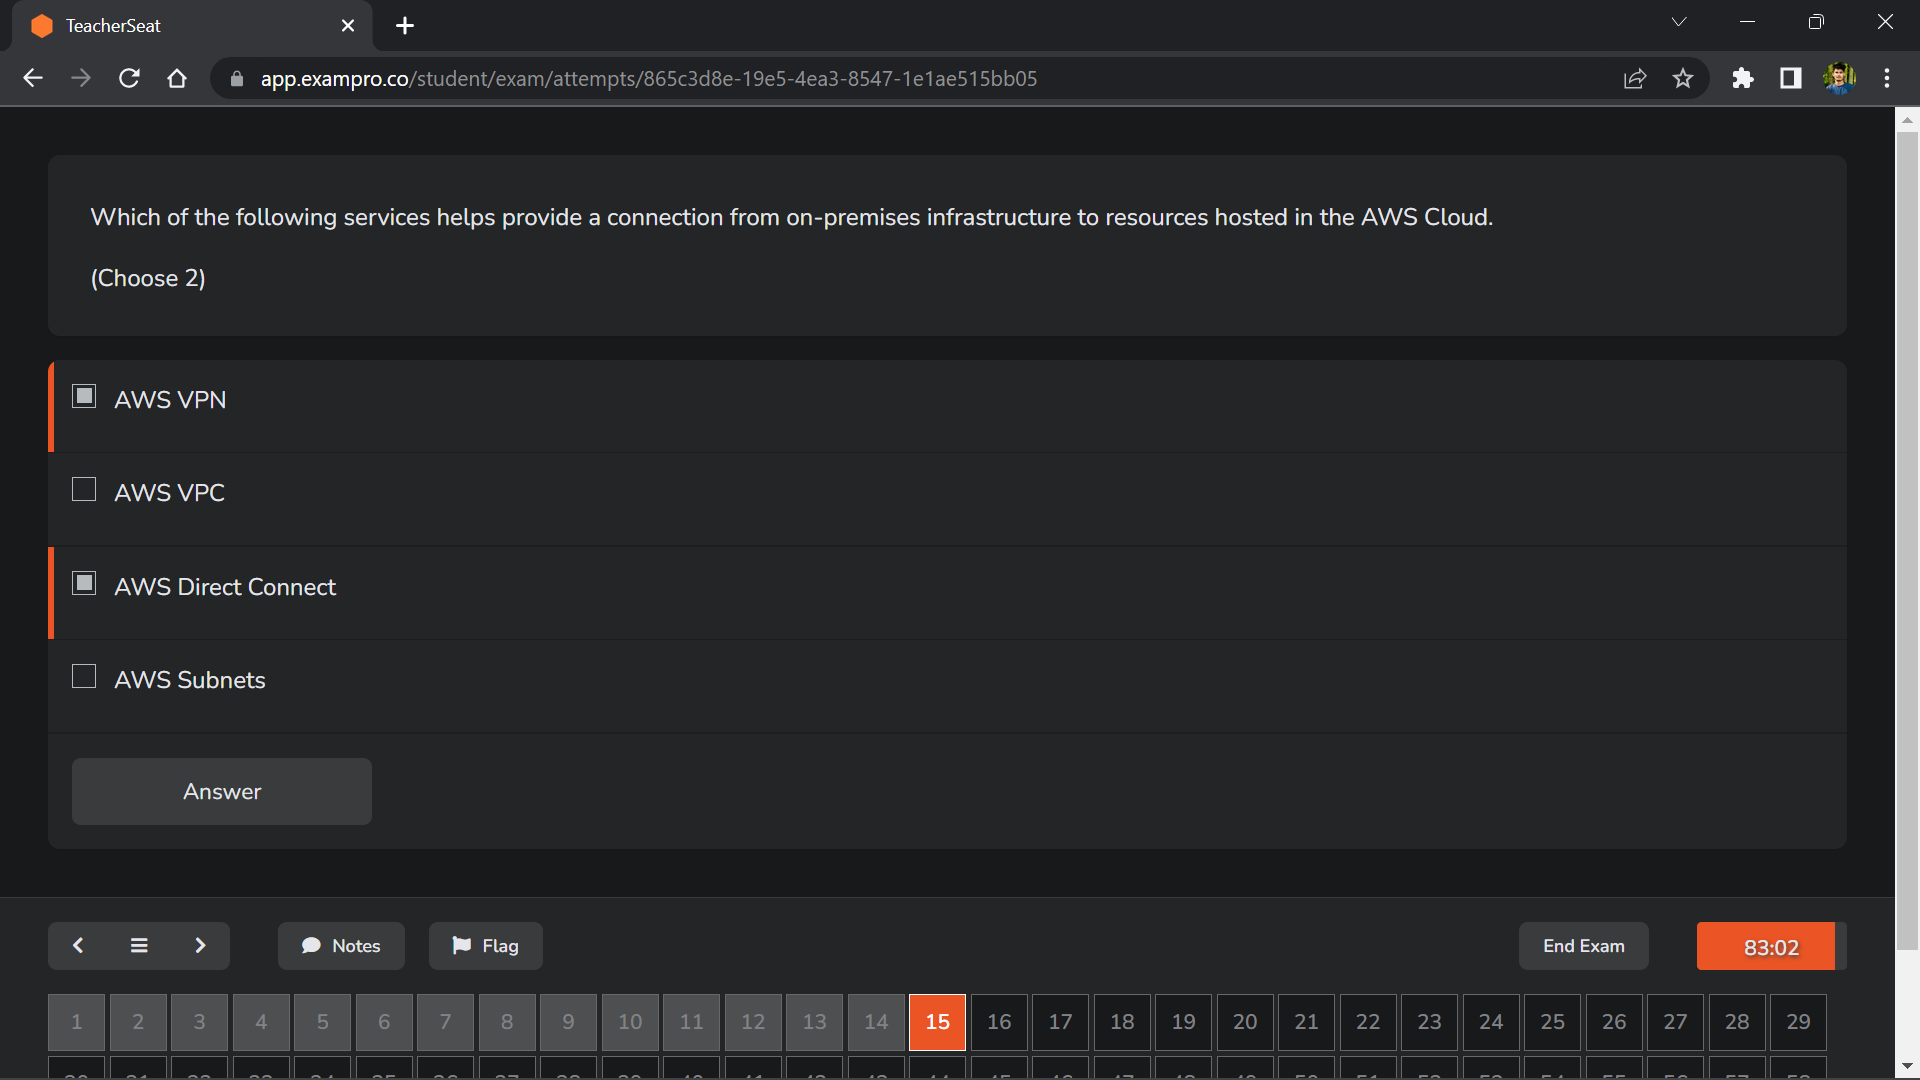 TeacherSeat
app.exampro.co/student/exam/attempts/865c3d8e-19e5-4ea3-8547-1e1ae515bb05
Which of the following services helps provide a connection from on-premises infrastructure to resources hosted in the AWS Cloud.
(Choose 2)
AWS VPN
AWS VPC
AWS Direct Connect
AWS Subnets
Answer
Notes Flag End Exam 83:02
1 2 3 4 5 6 7 8 9 10 11 12 13 14 15 16 17 18 19 20 21 22 23 24 25 26 27 28 29